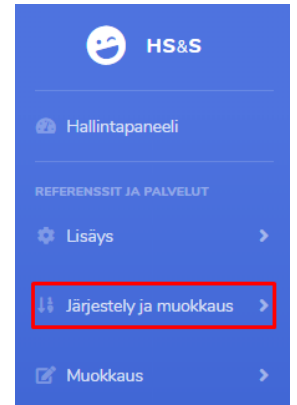 HS&S
Hallintapaneeli
REFERENSSIT JA PALVELUT
Lisäys
Järjestely ja muokkaus
Muokkaus